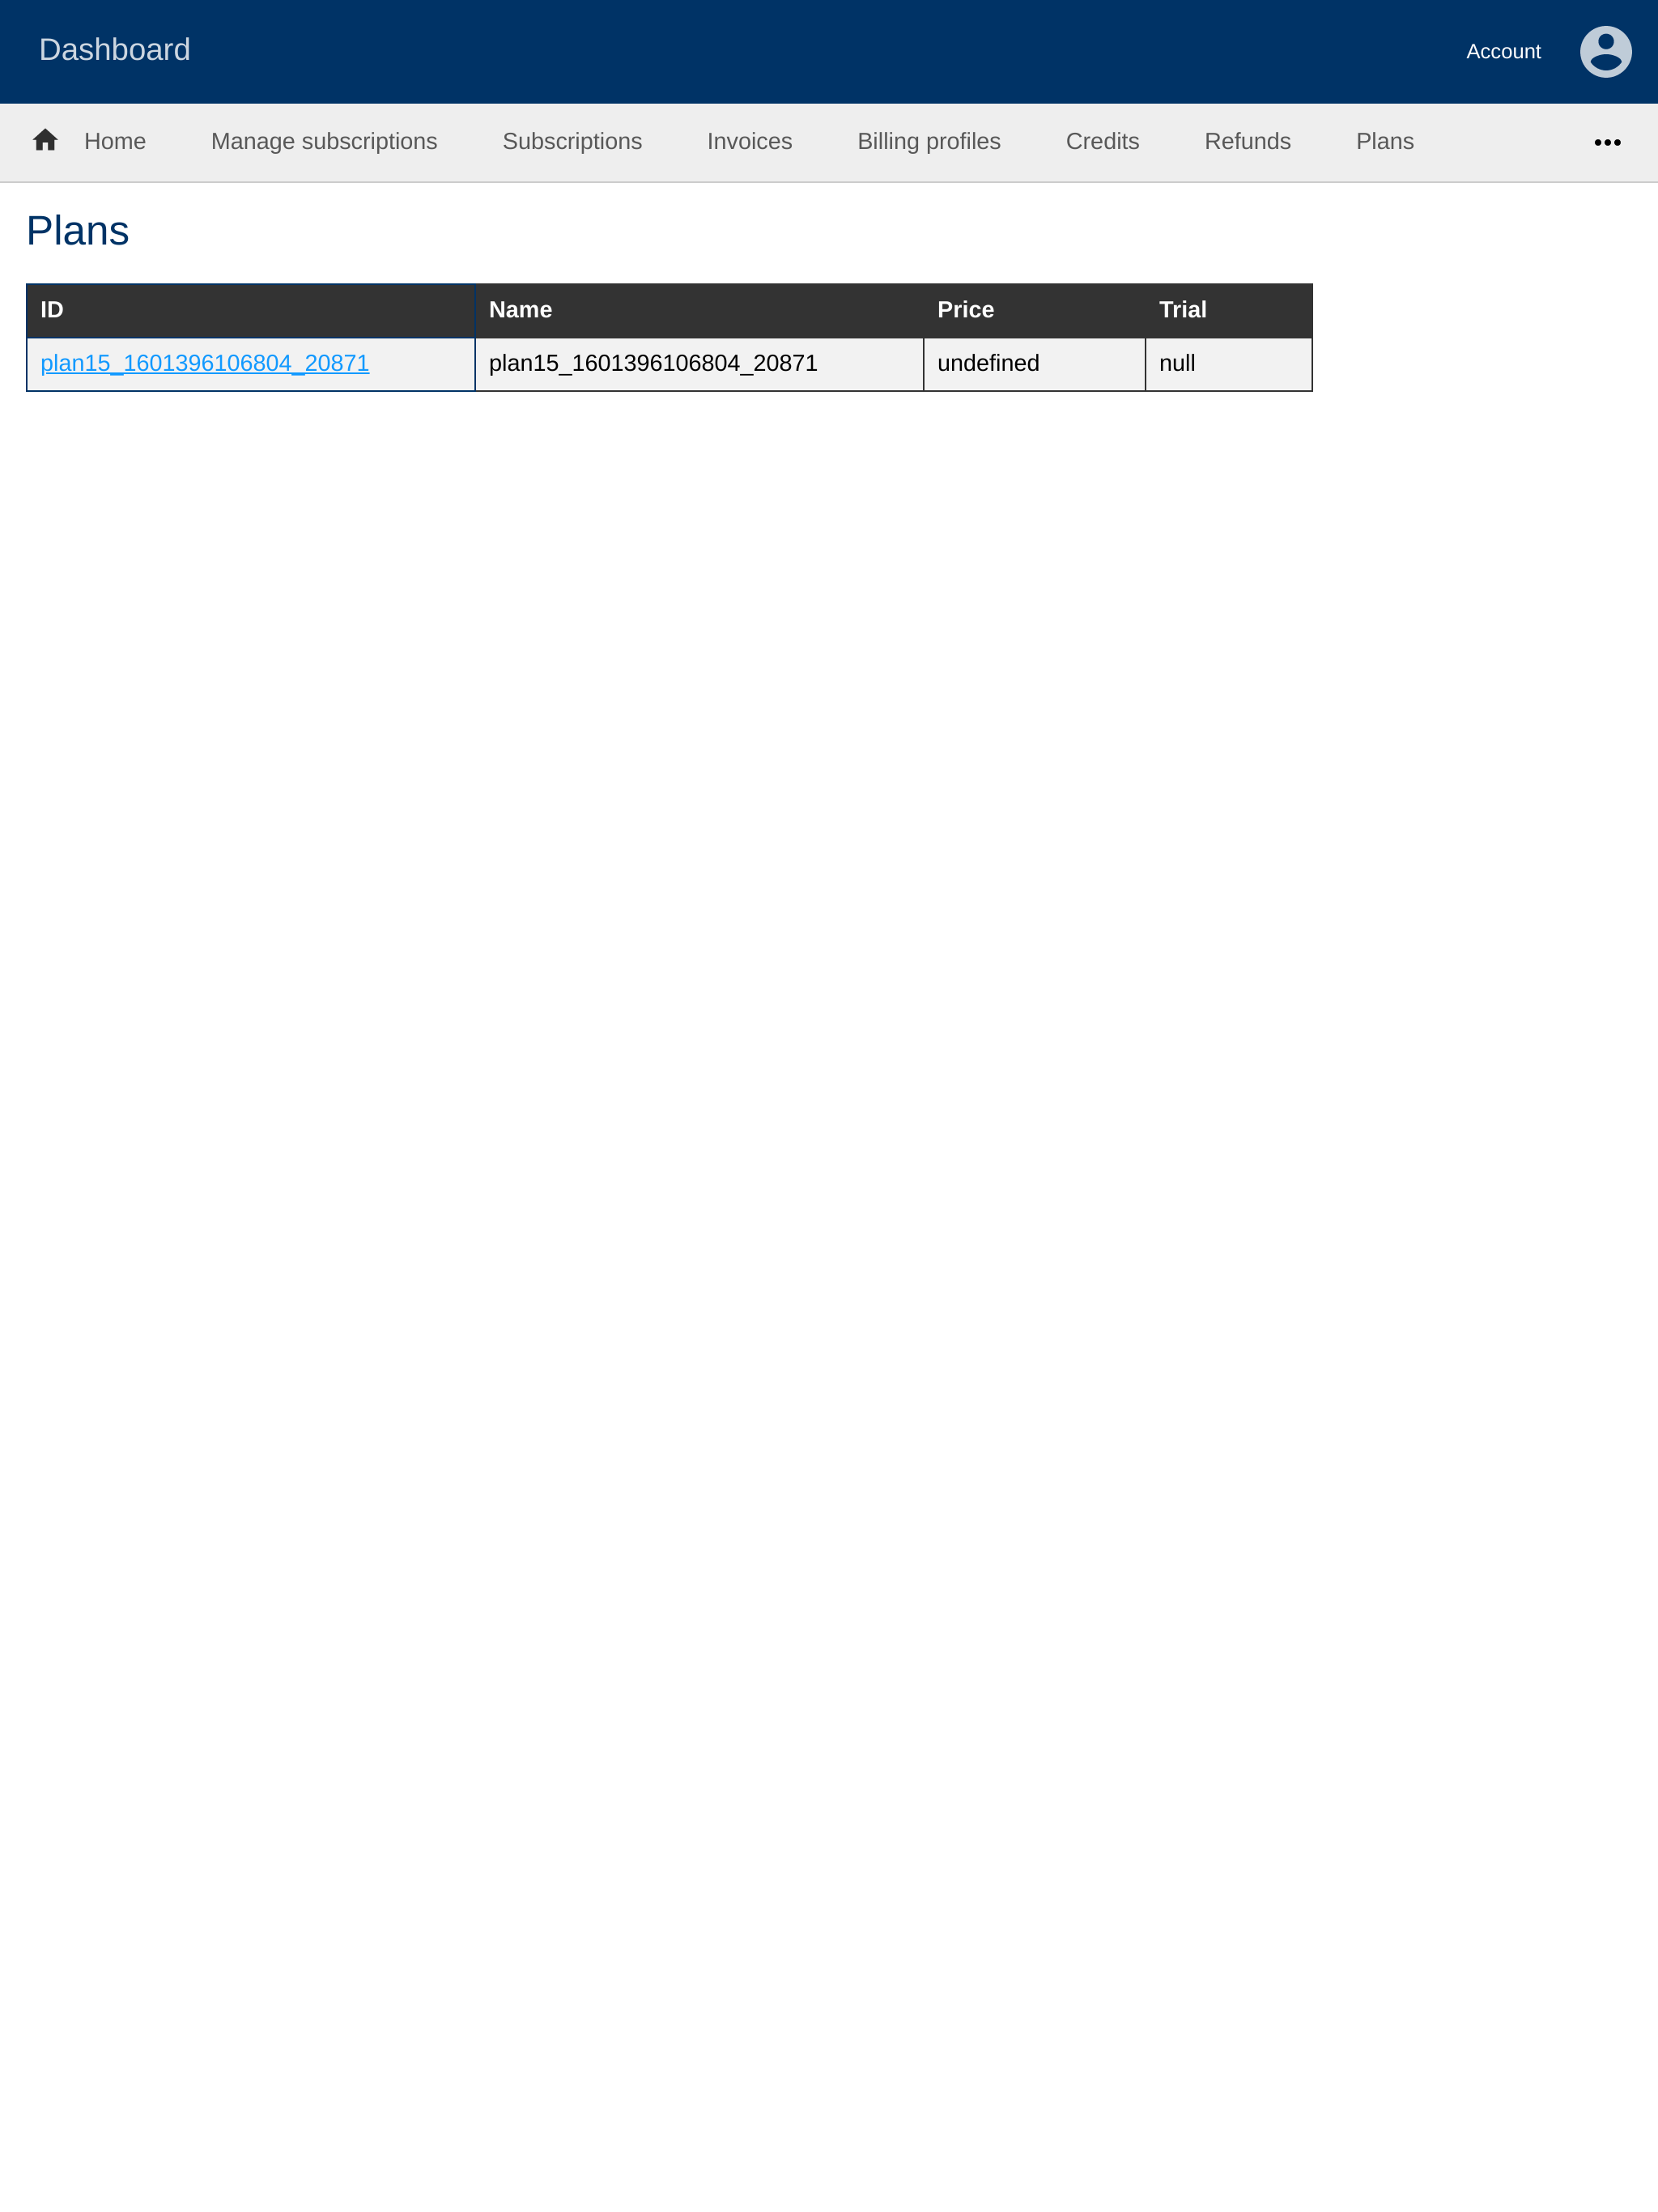 Dashboard Account
Home Manage subscriptions Subscriptions Invoices Billing profiles Credits Refunds Plans
Plans
ID Name Price Trial
plan15_1601396106804_20871 plan15_1601396106804_20871 undefined null